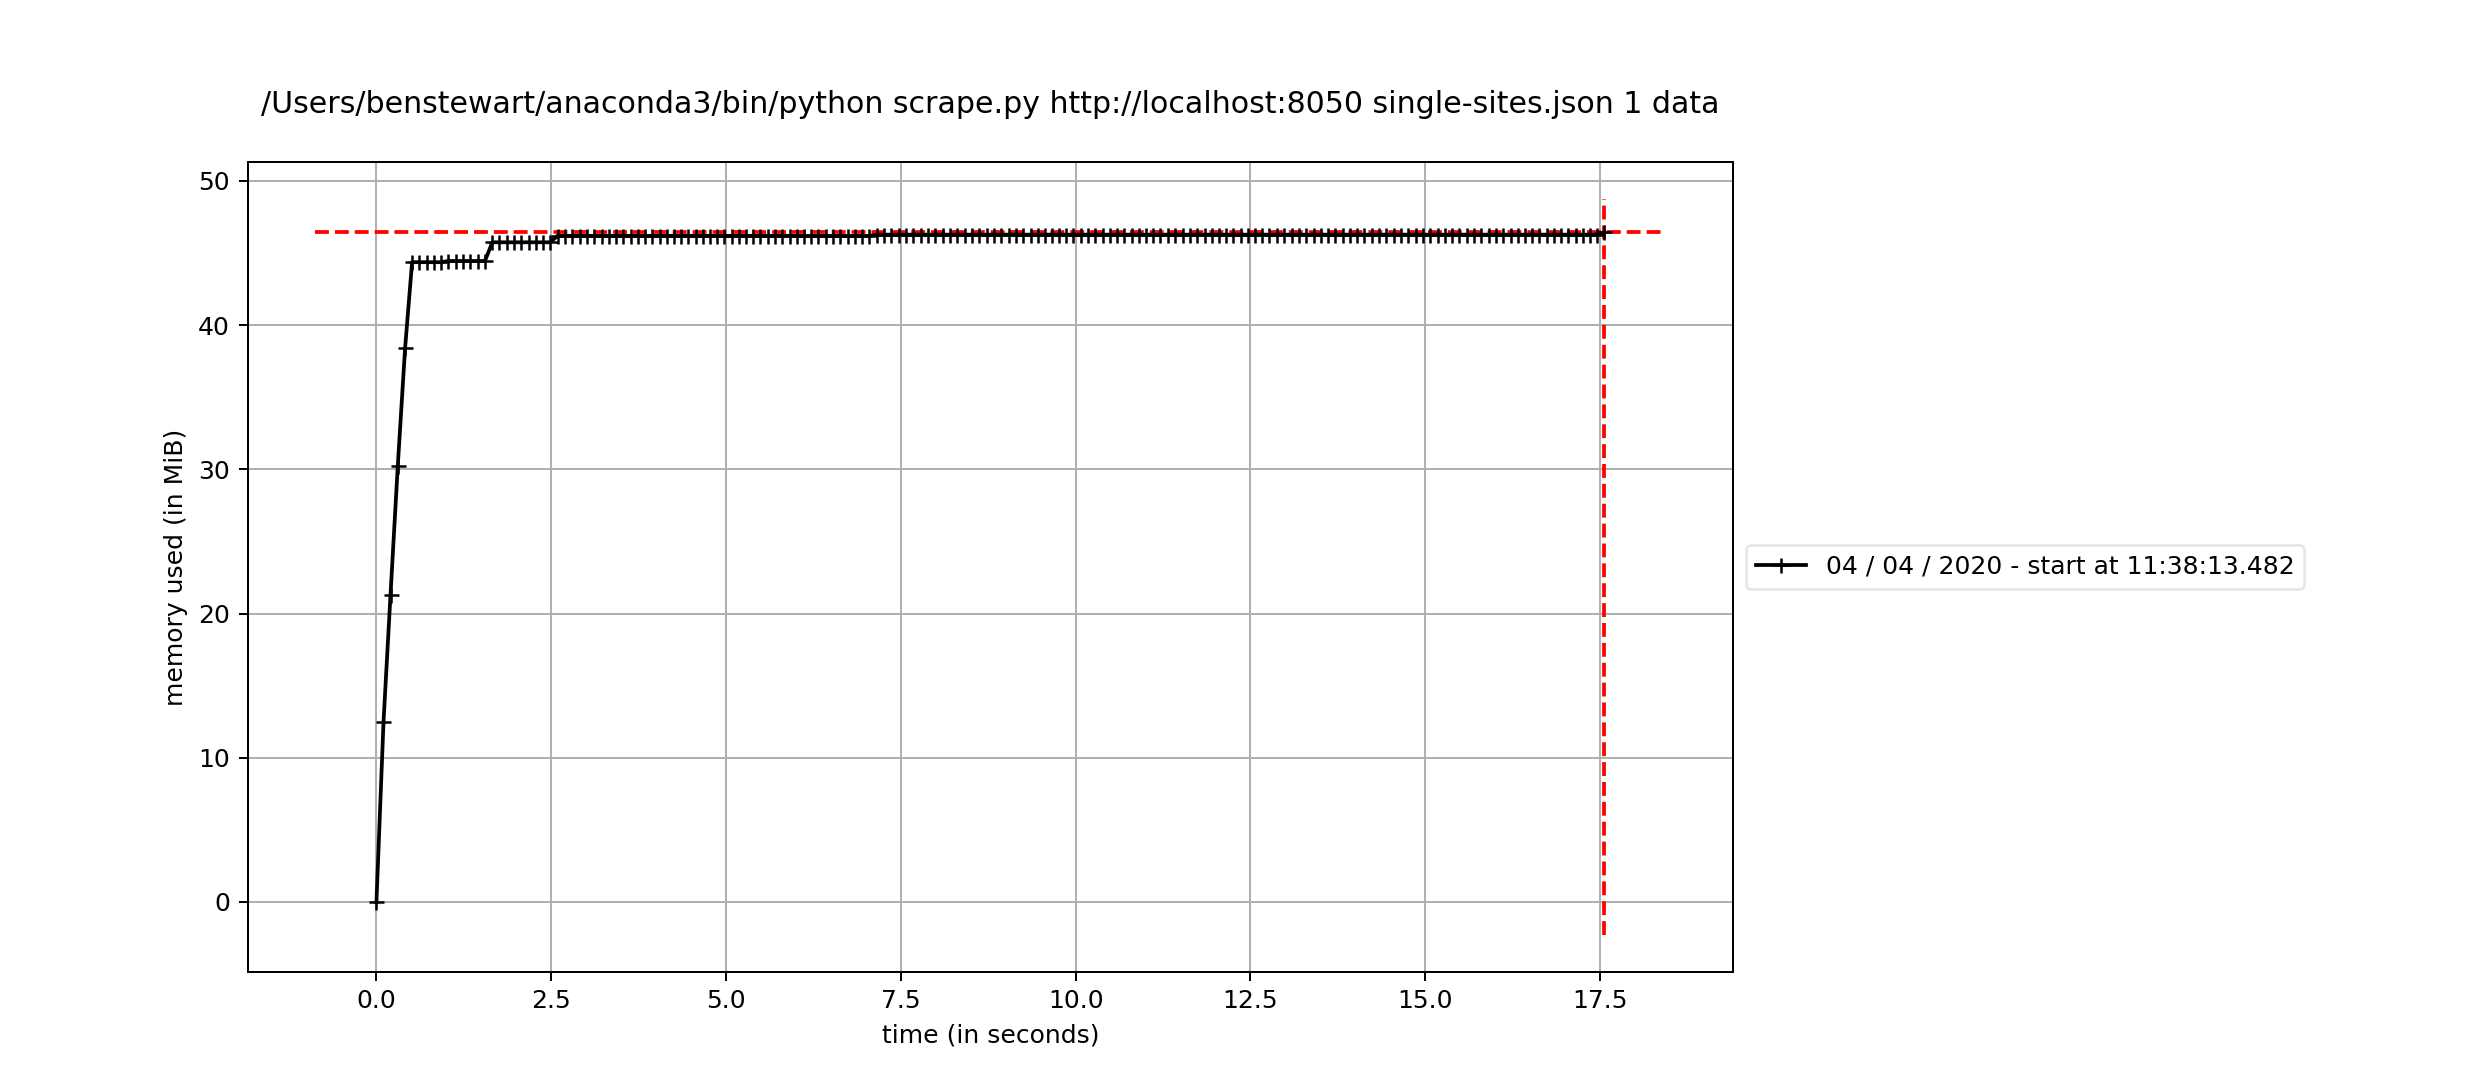 /Users/benstewart/anaconda3/bin/python scrape.py http://localhost:8050 single-sites.json 1 data
50
40
30
20
10
0
memory used (in MiB)
0.0 2.5 5.0 7.5 10.0 12.5 15.0 17.5
time (in seconds)
04 / 04 / 2020 - start at 11:38:13.482